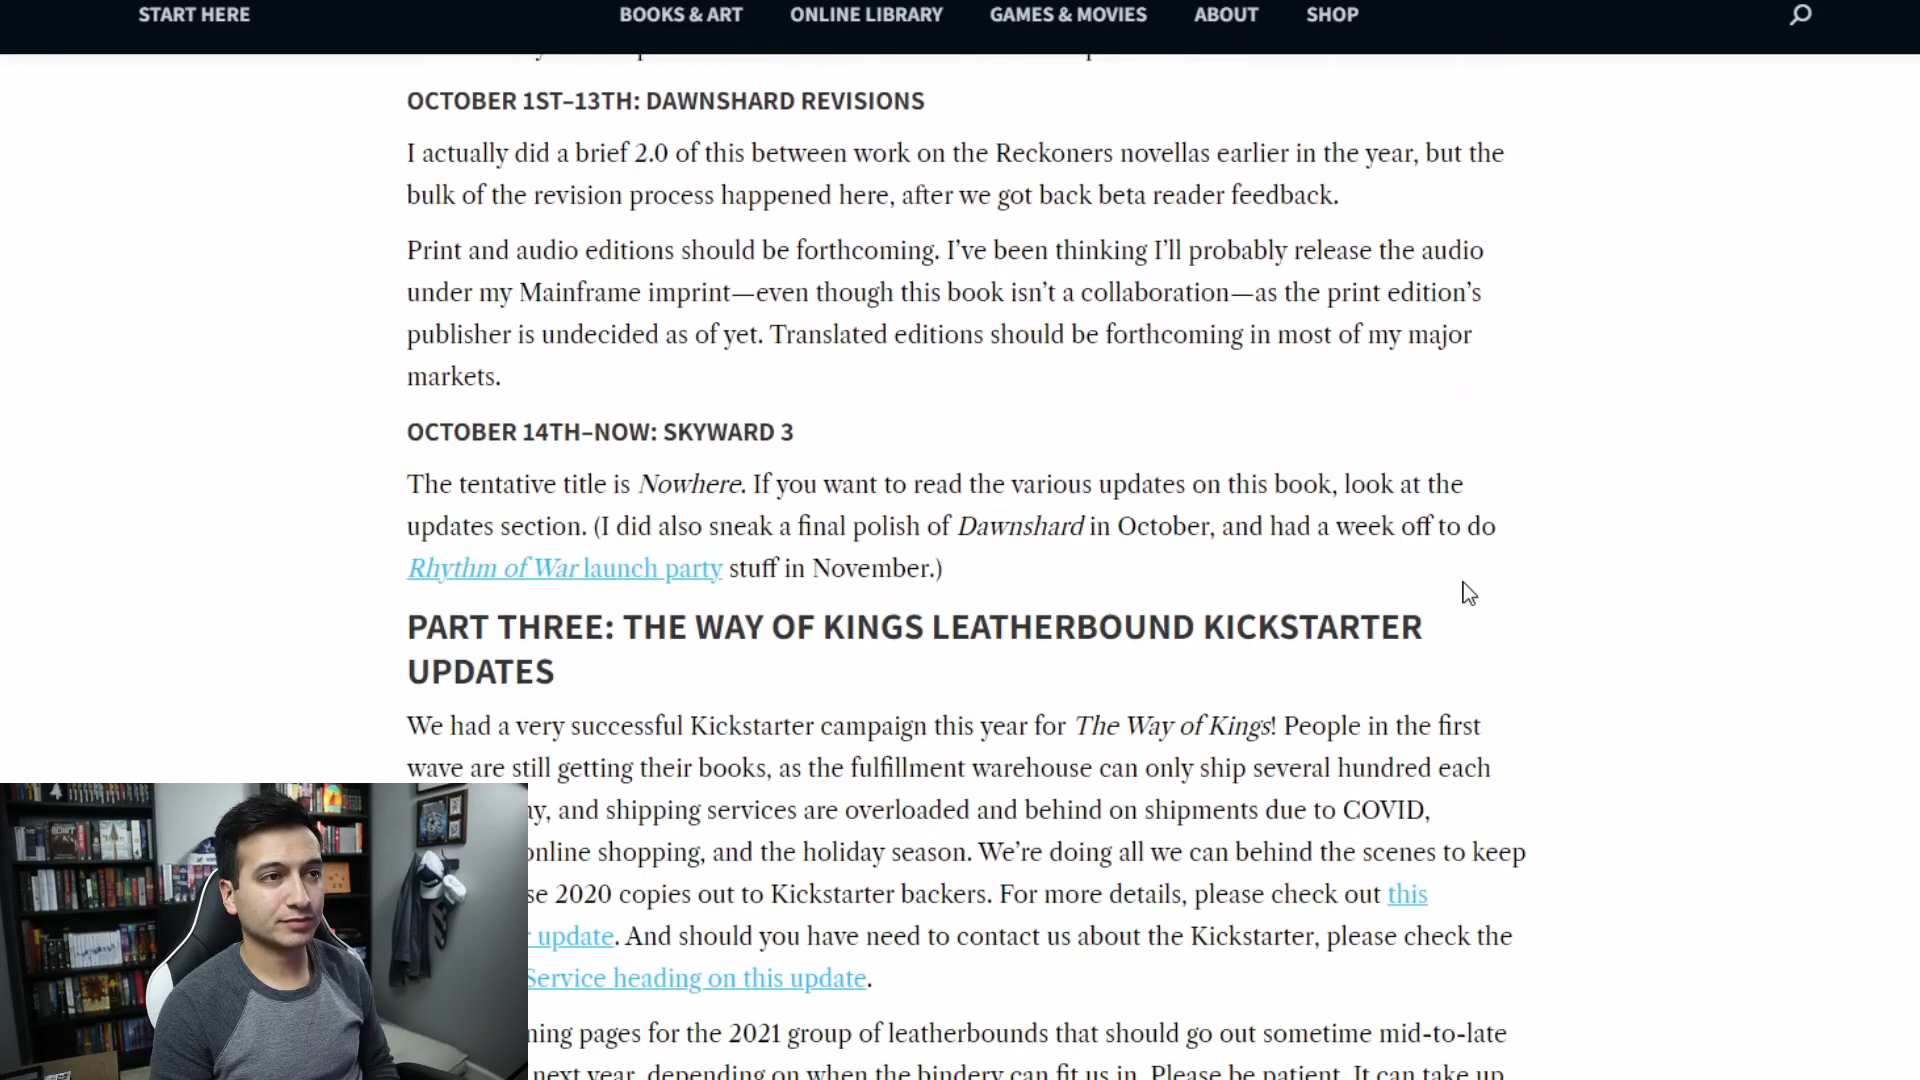 START HERE BOOKS & ART ONLINE LIBRARY GAMES & MOVIES ABOUT SHOP
OCTOBER 1ST–13TH: DAWNSHARD REVISIONS
I actually did a brief 2.0 of this between work on the Reckoners novellas earlier in the year, but the
bulk of the revision process happened here, after we got back beta reader feedback.
Print and audio editions should be forthcoming. I’ve been thinking I’ll probably release the audio
under my Mainframe imprint—even though this book isn’t a collaboration—as the print edition’s
publisher is undecided as of yet. Translated editions should be forthcoming in most of my major
markets.
OCTOBER 14TH–NOW: SKYWARD 3
The tentative title is Nowhere. If you want to read the various updates on this book, look at the
updates section. (I did also sneak a final polish of Dawnshard in October, and had a week off to do
Rhythm of War launch party stuff in November.)
PART THREE: THE WAY OF KINGS LEATHERBOUND KICKSTARTER
UPDATES
We had a very successful Kickstarter campaign this year for The Way of Kings! People in the first
wave are still getting their books, as the fulfillment warehouse can only ship several hundred each
and shipping services are overloaded and behind on shipments due to COVID,
online shopping, and the holiday season. We’re doing all we can behind the scenes to keep
2020 copies out to Kickstarter backers. For more details, please check out this
update. And should you have need to contact us about the Kickstarter, please check the
Service heading on this update.
pages for the 2021 group of leatherbounds that should go out sometime mid-to-late
next year, depending on when the bindery can fit us in. Please be patient. It can take up